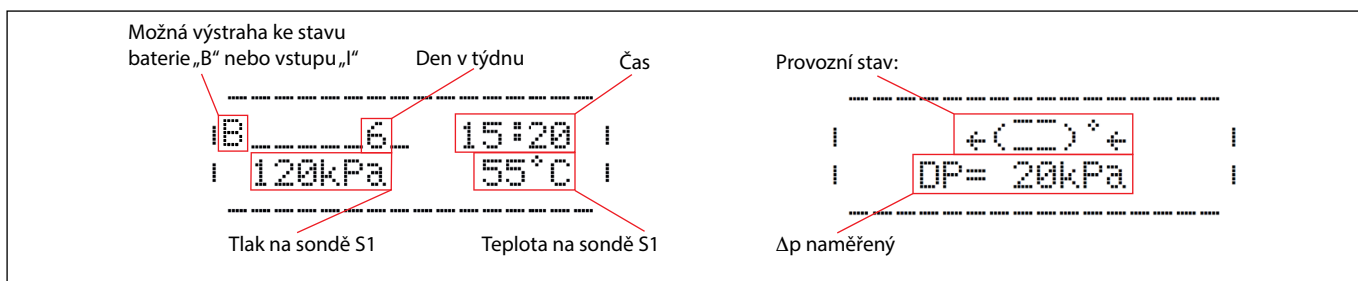 Možná výstraha ke stavu
baterie „B“ nebo vstupu „I“
Den v týdnu
Čas
B 6 15:20
120kPa 55°C
Tlak na sondě S1
Teplota na sondě S1
Provozní stav:
←(‾_‾_)°←
DP= 20kPa
Δp naměřený